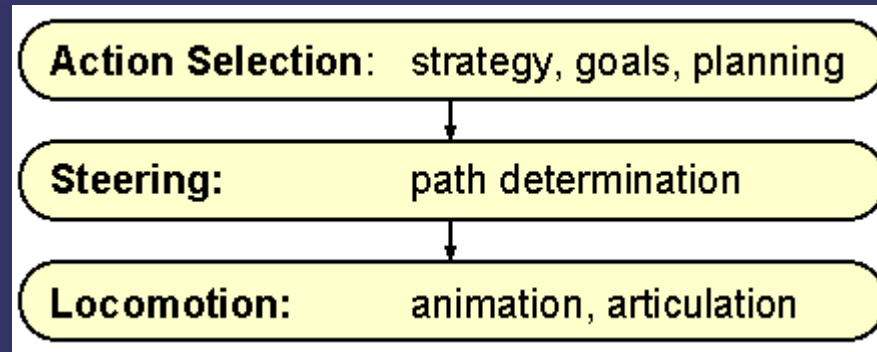 Action Selection: strategy, goals, planning
Steering: path determination
Locomotion: animation, articulation